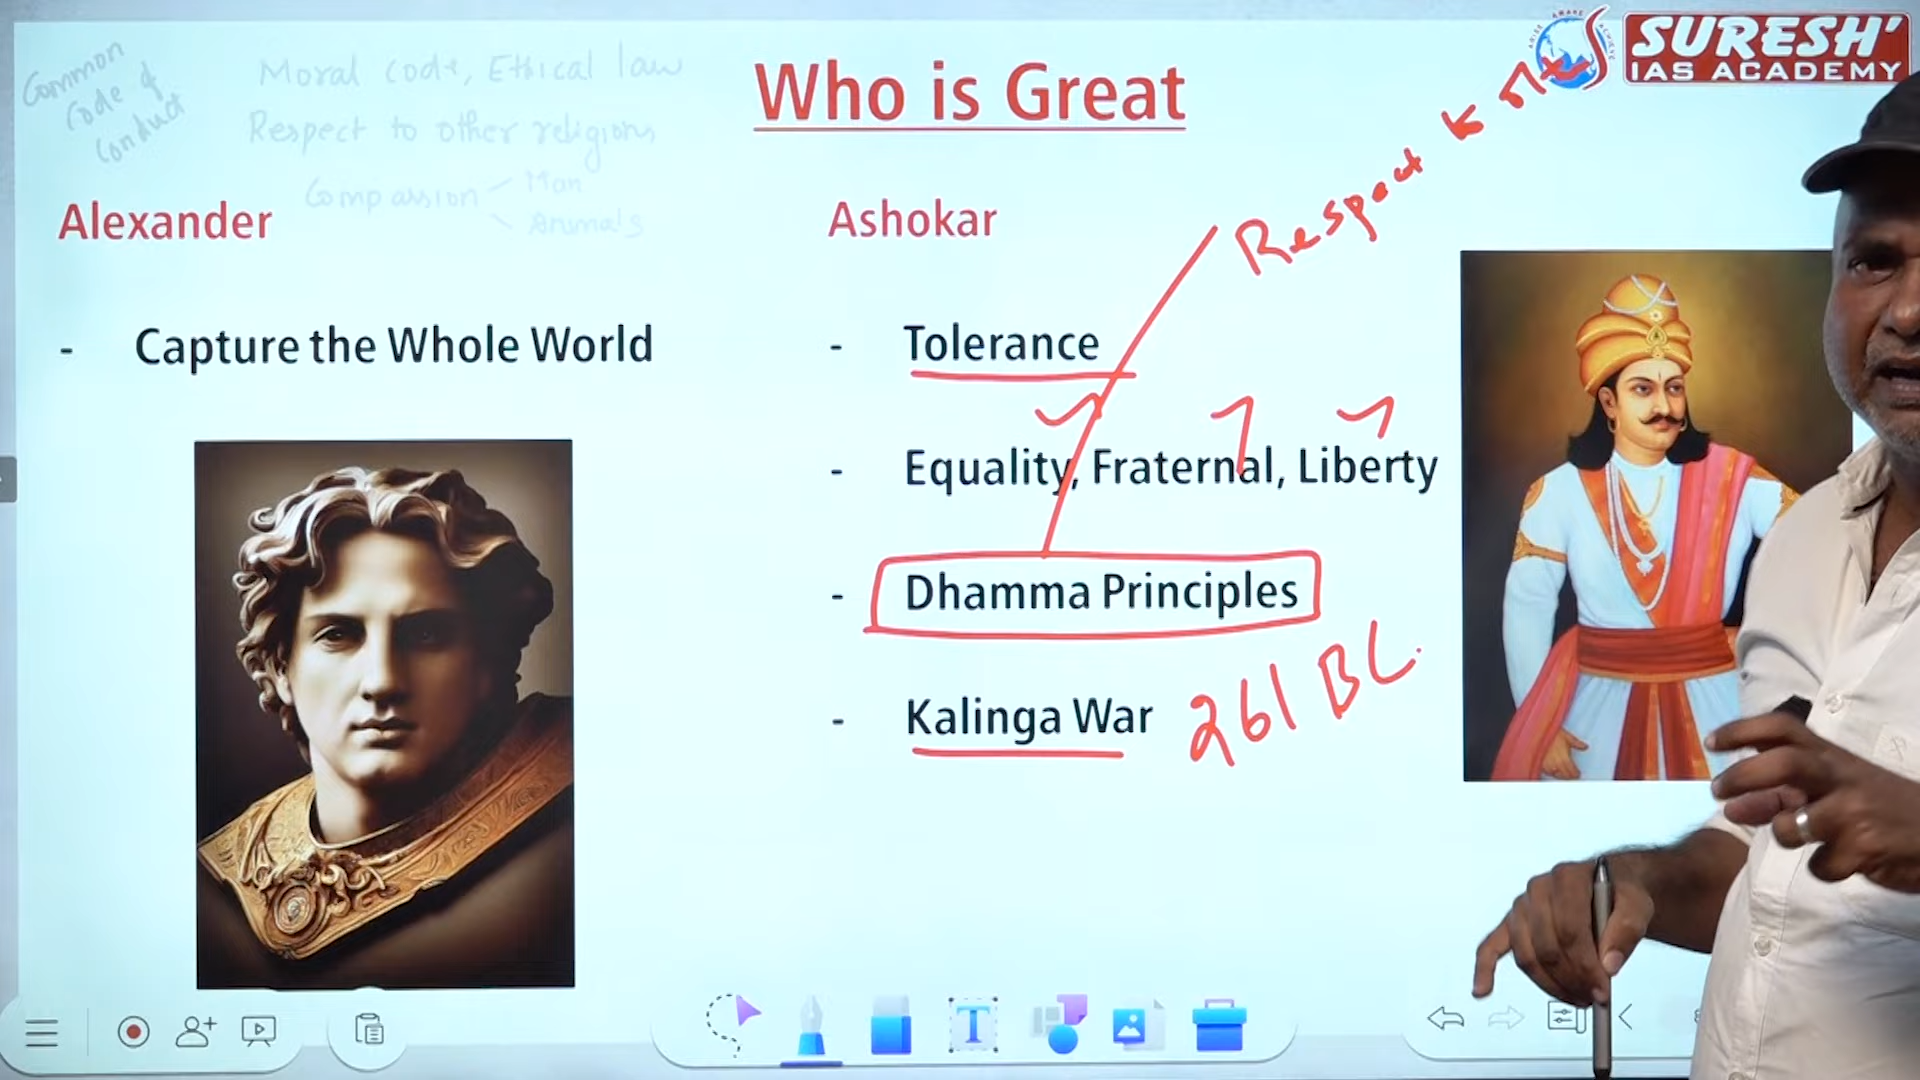 SURESH'
IAS ACADEMY
Common
Code of
Conduct
Moral code, Ethical law
Respect to other religions
Compassion
Man
Animals
Who is Great
Respect
Alexander
- Capture the Whole World
Ashokar
- Tolerance
- Equality, Fraternal, Liberty
- Dhamma Principles
- Kalinga War 261 BC.
T